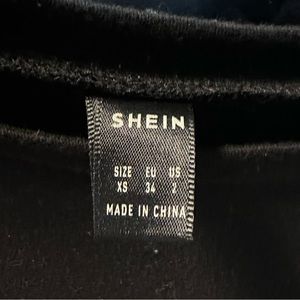 SHEIN
SIZE EU US
XS 34 2
MADE IN CHINA